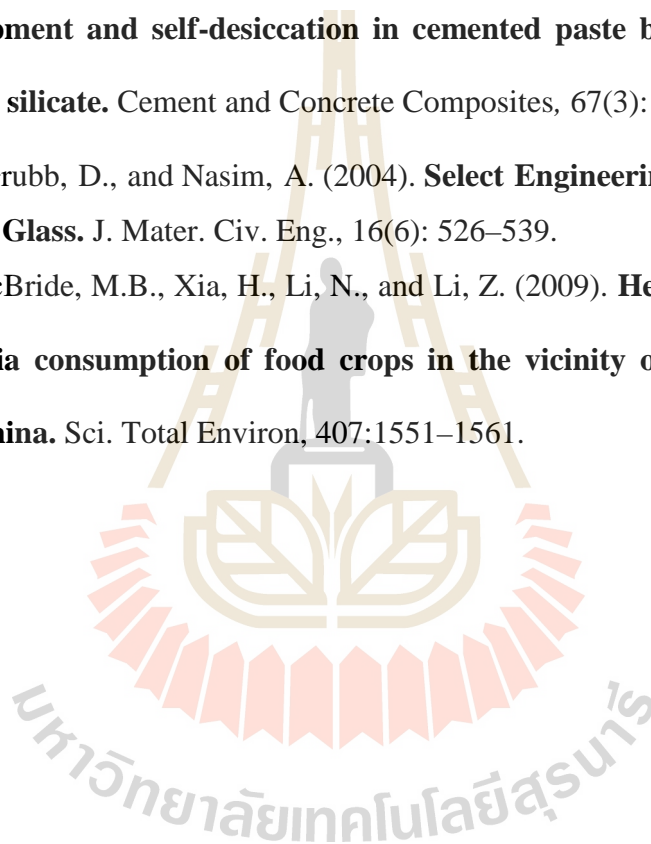 pment and self-desiccation in cemented paste b
silicate. Cement and Concrete Composites, 67(3):
rubb, D., and Nasim, A. (2004). Select Engineerin
Glass. J. Mater. Civ. Eng., 16(6): 526–539.
Bride, M.B., Xia, H., Li, N., and Li, Z. (2009). He
ia consumption of food crops in the vicinity o
ina. Sci. Total Environ, 407:1551–1561.
มหาวิทยาลัยเทคโนโลยีสุรนารี